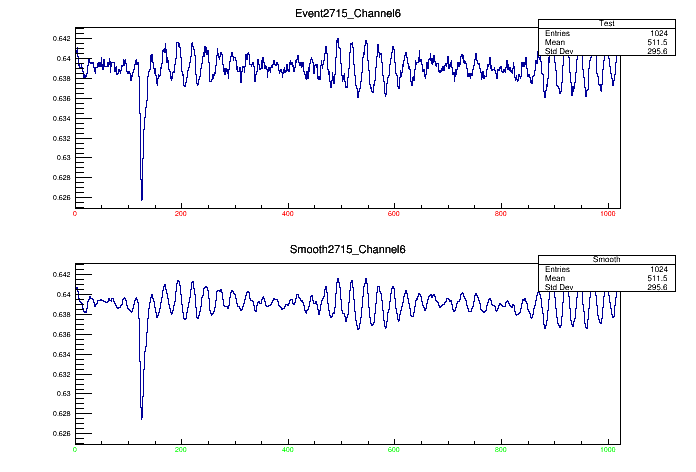 Event2715_Channel6
Test
Entries 1024
Mean 511.5
Std Dev 295.6
0.642
0.64
0.638
0.636
0.634
0.632
0.63
0.628
0.626
0 200 400 600 800 1000
Smooth2715_Channel6
Smooth
Entries 1024
Mean 511.5
Std Dev 295.6
0.642
0.64
0.638
0.636
0.634
0.632
0.63
0.628
0.626
0 200 400 600 800 1000